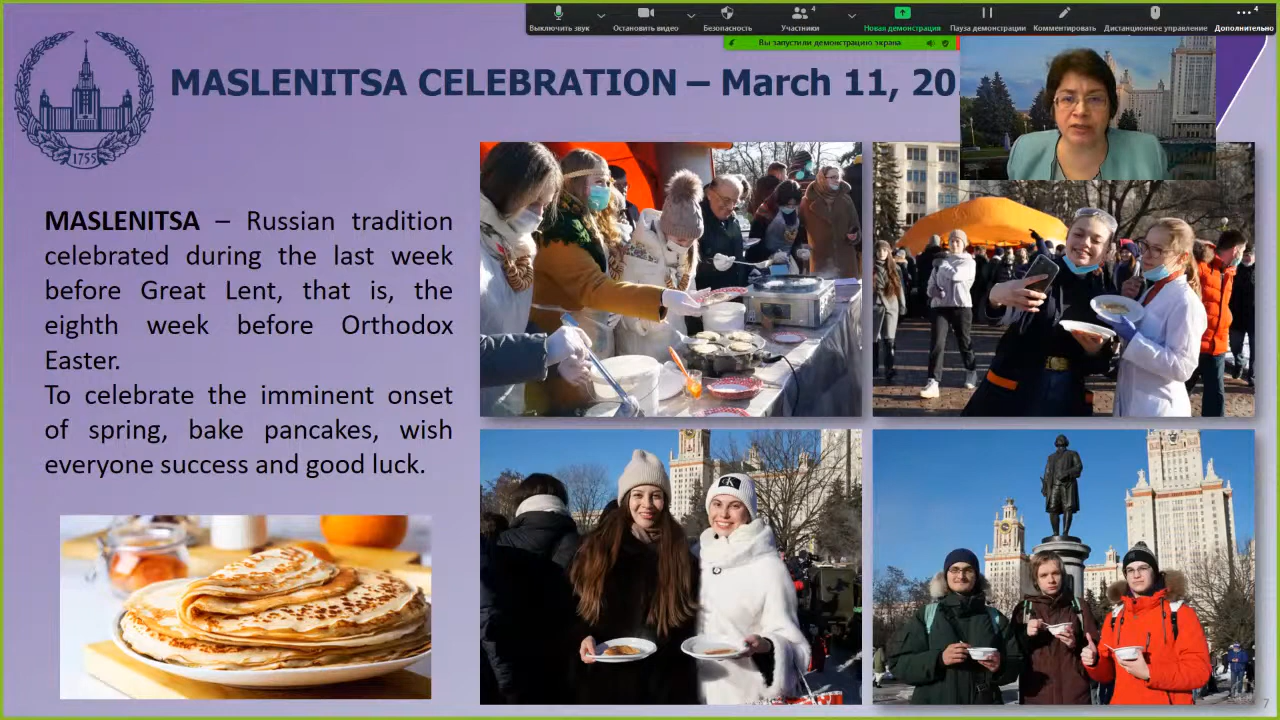 Выключить звук
Остановить видео
Безопасность
Участники
4
Новая демонстрация
Пауза демонстрации
Комментировать
Дистанционное управление
Дополнительно
4
Вы запустили демонстрацию экрана
1755
MASLENITSA CELEBRATION – March 11, 20
MASLENITSA – Russian tradition
celebrated during the last week
before Great Lent, that is, the
eighth week before Orthodox
Easter.
To celebrate the imminent onset
of spring, bake pancakes, wish
everyone success and good luck.
7